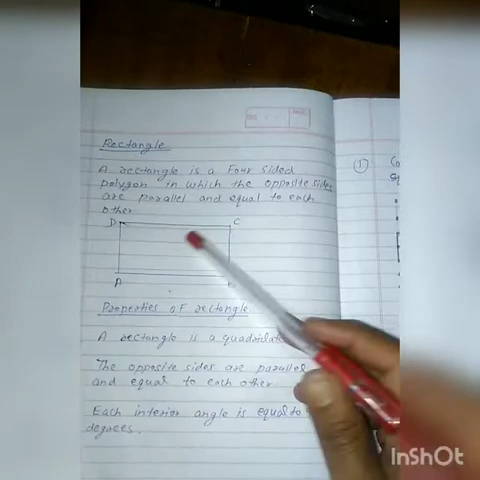 Rectangle
A rectangle is a Four sided
polygon in which the opposite sides
are parallel and equal to each
other
D C
A
Properties of rectangle
A rectangle is a
The opposite sides are parallel
and equal to each other
Each interior angle is equal to
degrees.
1
InShOt